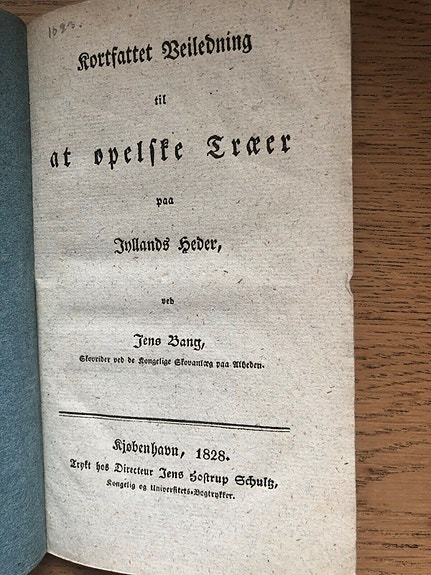 Kortfattet Veiledning
til
at opelske Træer
paa
Jyllands Heder,
ved
Jens Bang,
Skovrider ved de Kongelige Skovanlæg paa Alheden.
Kjøbenhavn, 1828.
Trykt hos Directeur Jens Hostrup Schultz,
Kongelig og Universitets-Bogtrykker.